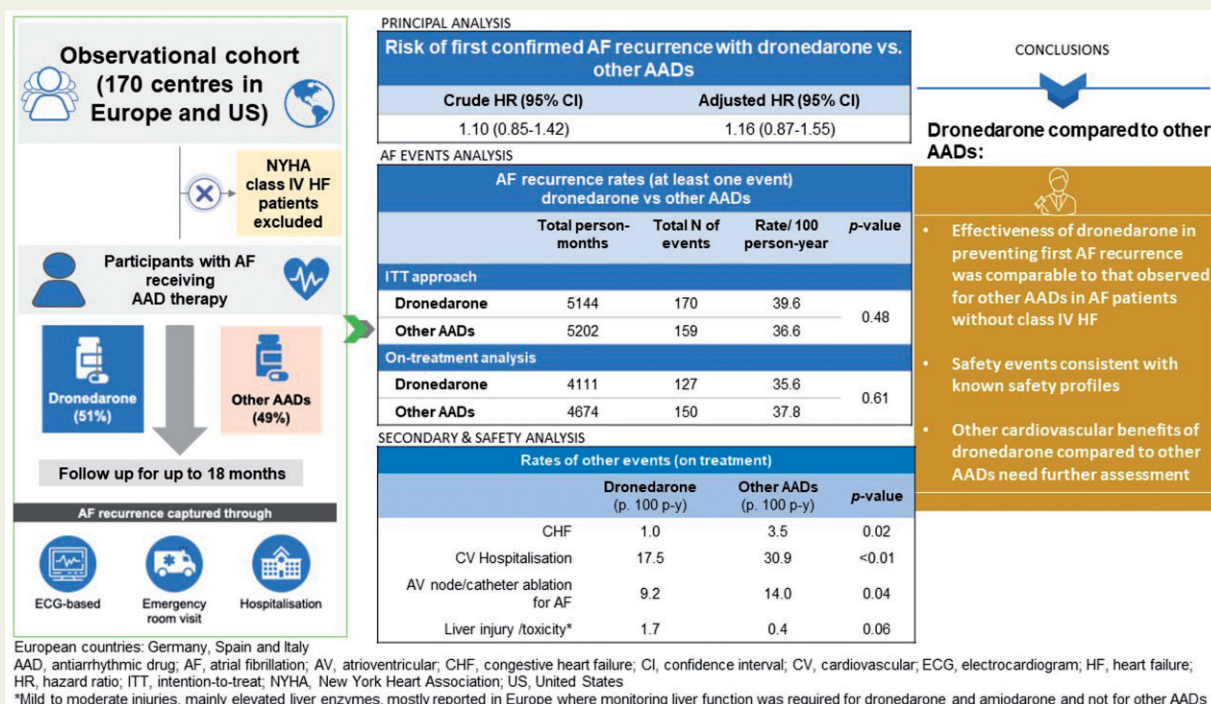 Observational cohort
(170 centres in
Europe and US)
NYHA
class IV HF
patients
excluded
Participants with AF
receiving
AAD therapy
Dronedarone
(51%)
Other AADs
(49%)
Follow up for up to 18 months
AF recurrence captured through
ECG-based
Emergency
room visit
Hospitalisation
PRINCIPAL ANALYSIS
Risk of first confirmed AF recurrence with dronedarone vs.
other AADs
Crude HR (95% CI) Adjusted HR (95% CI)
1.10 (0.85-1.42) 1.16 (0.87-1.55)
AF EVENTS ANALYSIS
AF recurrence rates (at least one event)
dronedarone vs other AADs
Total person-months Total N of events Rate/ 100 person-year p-value
ITT approach
Dronedarone 5144 170 39.6 0.48
Other AADs 5202 159 36.6
On-treatment analysis
Dronedarone 4111 127 35.6 0.61
Other AADs 4674 150 37.8
SECONDARY & SAFETY ANALYSIS
Rates of other events (on treatment)
Dronedarone Other AADs p-value
(p. 100 p-y) (p. 100 p-y)
CHF 1.0 3.5 0.02
CV Hospitalisation 17.5 30.9 <0.01
AV node/catheter ablation
for AF 9.2 14.0 0.04
Liver injury /toxicity* 1.7 0.4 0.06
CONCLUSIONS
Dronedarone compared to other
AADs:
• Effectiveness of dronedarone in
preventing first AF recurrence
was comparable to that observed
for other AADs in AF patients
without class IV HF
• Safety events consistent with
known safety profiles
• Other cardiovascular benefits of
dronedarone compared to other
AADs need further assessment
European countries: Germany, Spain and Italy
AAD, antiarrhythmic drug; AF, atrial fibrillation; AV, atrioventricular; CHF, congestive heart failure; CI, confidence interval; CV, cardiovascular; ECG, electrocardiogram; HF, heart failure;
HR, hazard ratio; ITT, intention-to-treat; NYHA, New York Heart Association; US, United States
*Mild to moderate injuries, mainly elevated liver enzymes, mostly reported in Europe where monitoring liver function was required for dronedarone and amiodarone and not for other AADs